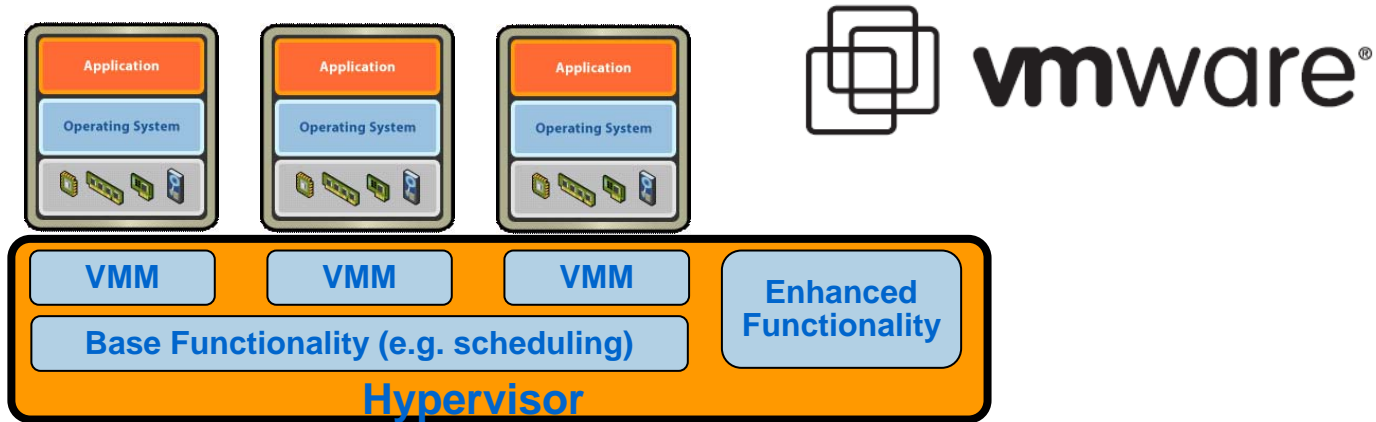 vmware®
Application
Application
Application
Operating System
Operating System
Operating System
VMM
VMM
VMM
Enhanced
Functionality
Base Functionality (e.g. scheduling)
Hypervisor